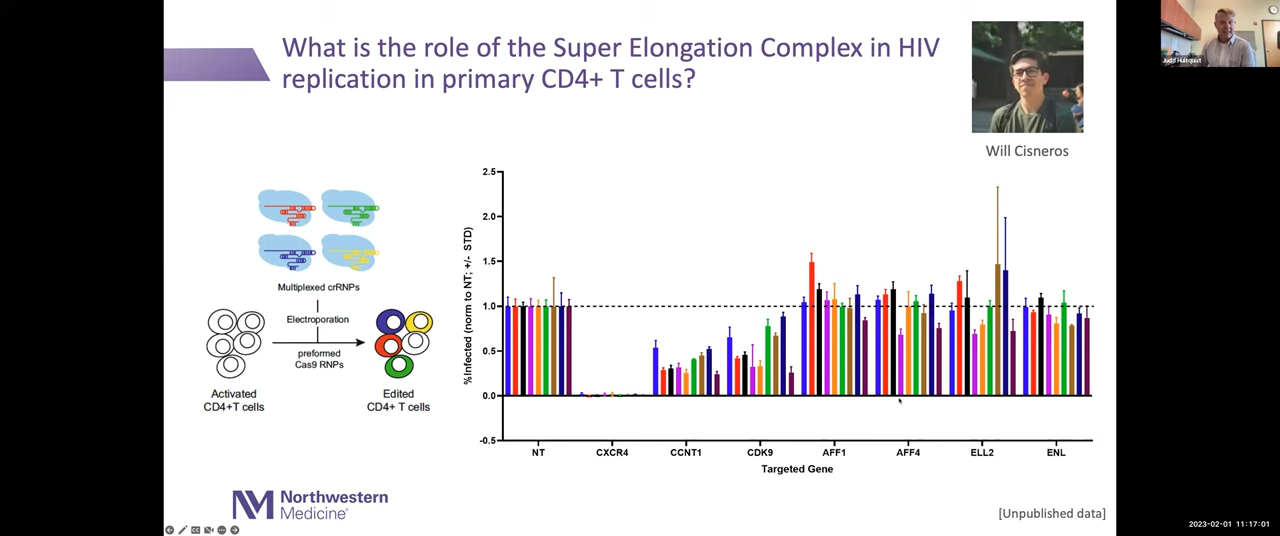 What is the role of the Super Elongation Complex in HIV
replication in primary CD4+ T cells?
Judd Hultquist
Will Cisneros
Multiplexed crRNPs
Electroporation
preformed
Cas9 RNPs
Activated
CD4+T cells
Edited
CD4+ T cells
%Infected (norm to NT; +/- STD)
2.5
2.0
1.5
1.0
0.5
0.0
-0.5
NT CXCR4 CCNT1 CDK9 AFF1 AFF4 ELL2 ENL
Targeted Gene
NM Northwestern
Medicine®
[Unpublished data]
2023-02-01 11:17:01